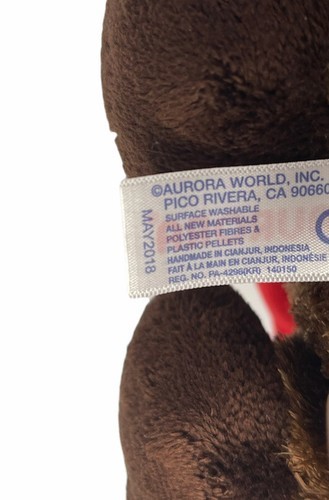 ©AURORA WORLD, INC.
PICO RIVERA, CA 90660
SURFACE WASHABLE
ALL NEW MATERIALS
POLYESTER FIBRES &
PLASTIC PELLETS
HANDMADE IN CIANJUR, INDONESIA
FAIT À LA MAIN EN CIANJUR, INDONÉSIE
REG. NO. PA-42960(KR) 140150
MAY2018